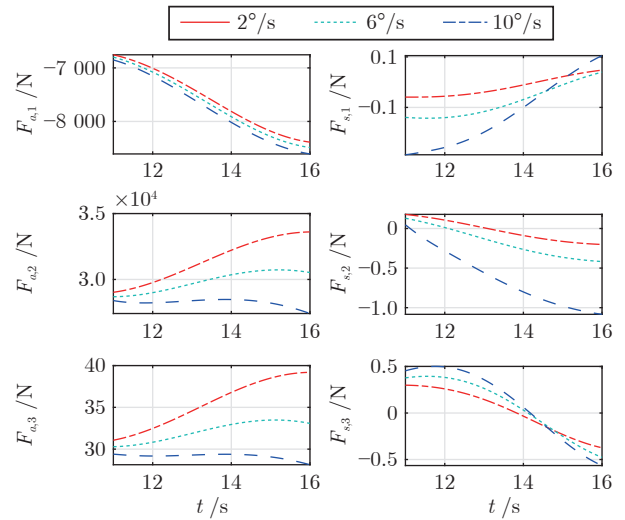 2°/s 6°/s 10°/s
−7 000
−8 000
F_{a,1} /N
12 14 16
0.1
−0.1
F_{s,1} /N
12 14 16
×10^4
3.5
3.0
F_{a,2} /N
12 14 16
0
−0.5
−1.0
F_{s,2} /N
12 14 16
40
35
30
F_{a,3} /N
12 14 16
t /s
0.5
0
−0.5
F_{s,3} /N
12 14 16
t /s